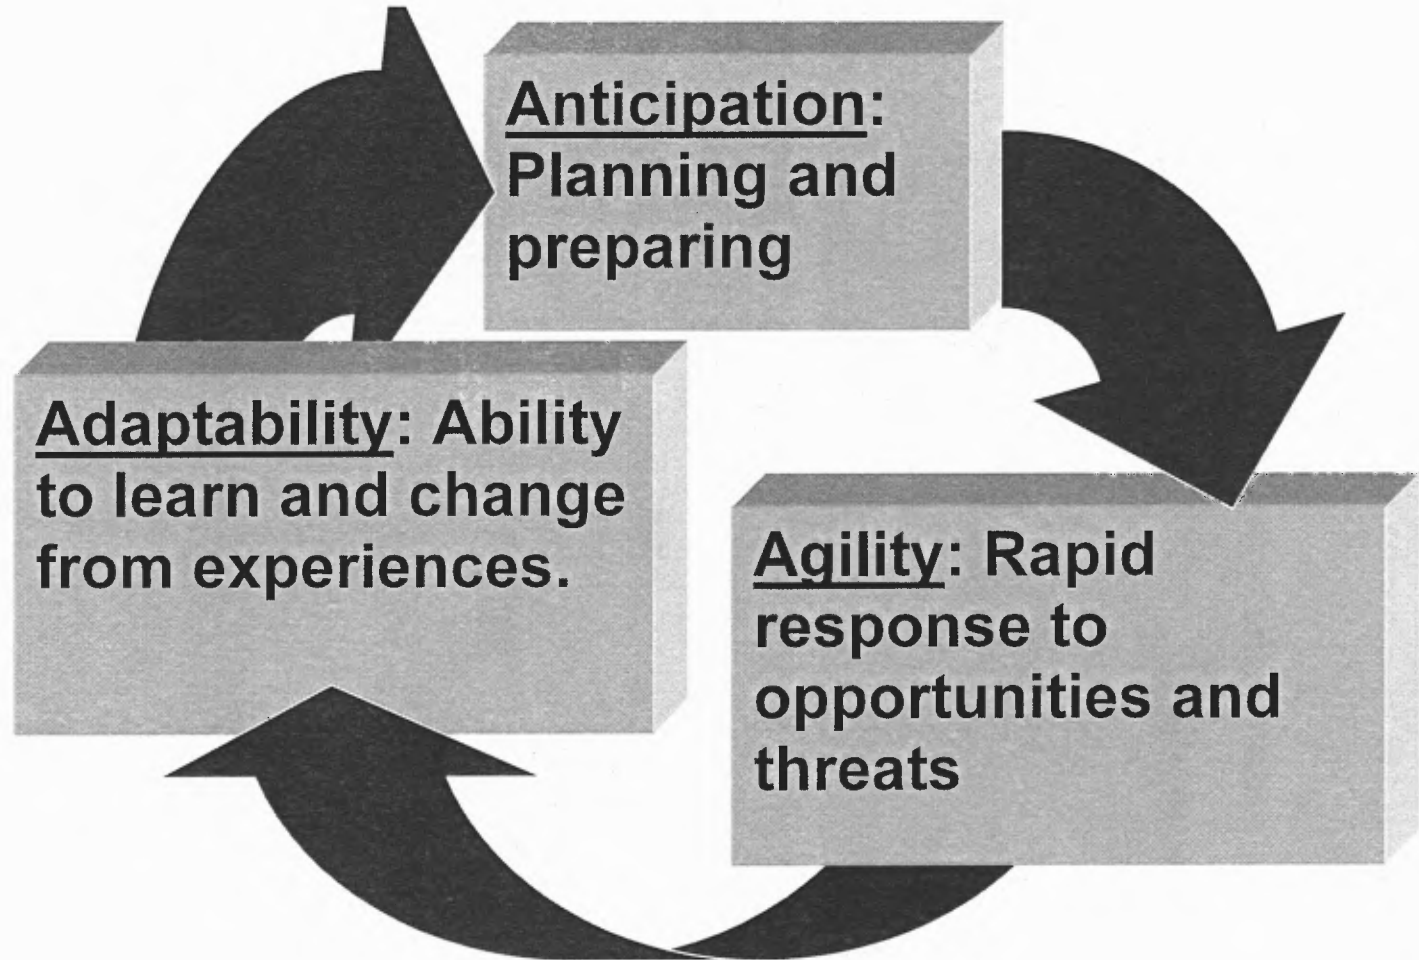 Anticipation:
Planning and
preparing
Adaptability: Ability
to learn and change
from experiences.
Agility: Rapid
response to
opportunities and
threats